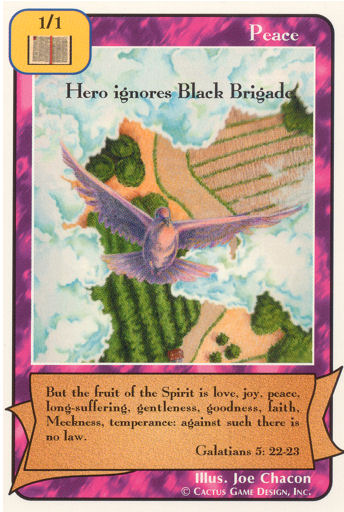 1/1
Peace
Hero ignores Black Brigade
But the fruit of the Spirit is love, joy, peace,
long-suffering, gentleness, goodness, faith,
Meekness, temperance: against such there is
no law.
Galatians 5: 22-23
Illus. Joe Chacon
© Cactus Game Design, Inc.